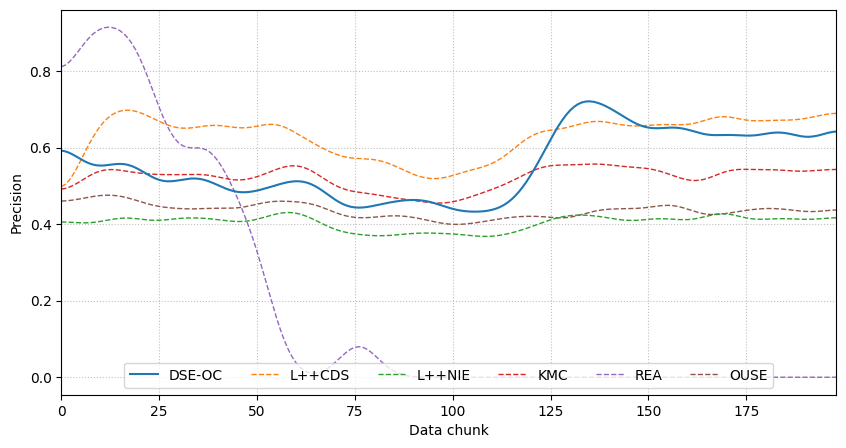 Precision
0.8
0.6
0.4
0.2
0.0
DSE-OC L++CDS L++NIE KMC REA OUSE
0 25 50 75 100 125 150 175
Data chunk